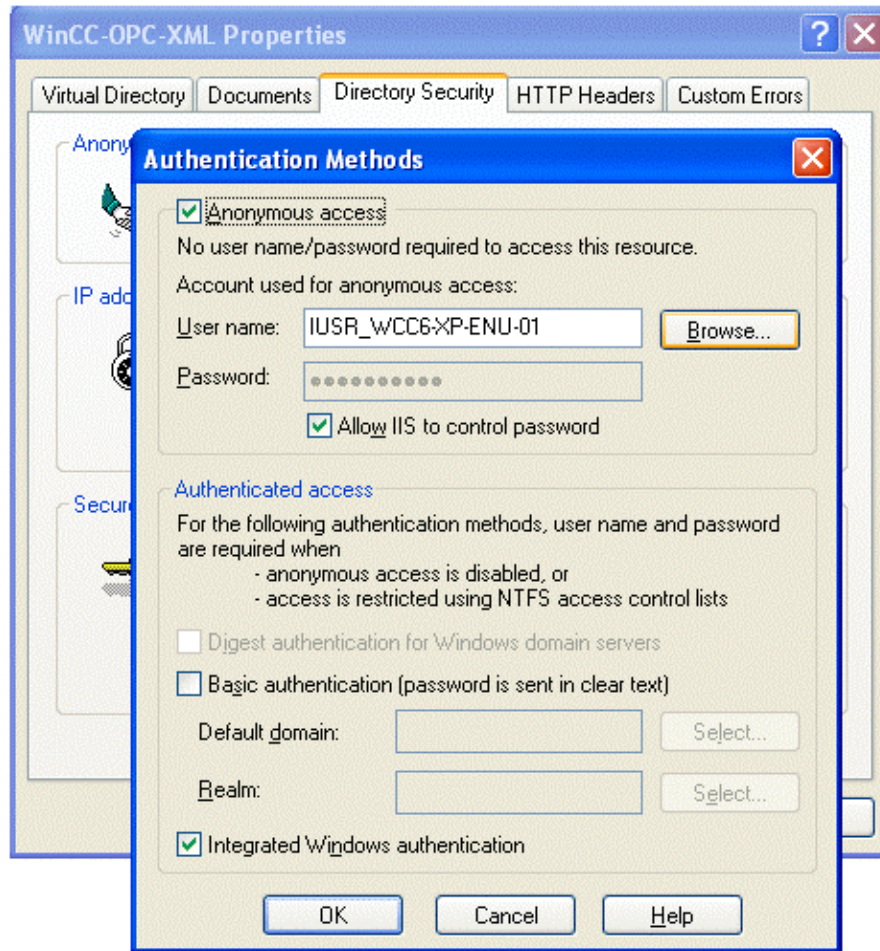 WinCC-OPC-XML Properties
Virtual Directory Documents Directory Security HTTP Headers Custom Errors
Authentication Methods
Anonymous access
No user name/password required to access this resource.
Account used for anonymous access:
User name: IUSR_WCC6-XP-ENU-01 Browse...
Password:
Allow IIS to control password
IP add
Authenticated access
Secure
For the following authentication methods, user name and password
are required when
- anonymous access is disabled, or
- access is restricted using NTFS access control lists
Digest authentication for Windows domain servers
Basic authentication (password is sent in clear text)
Default domain: Select...
Realm: Select...
Integrated Windows authentication
OK Cancel Help